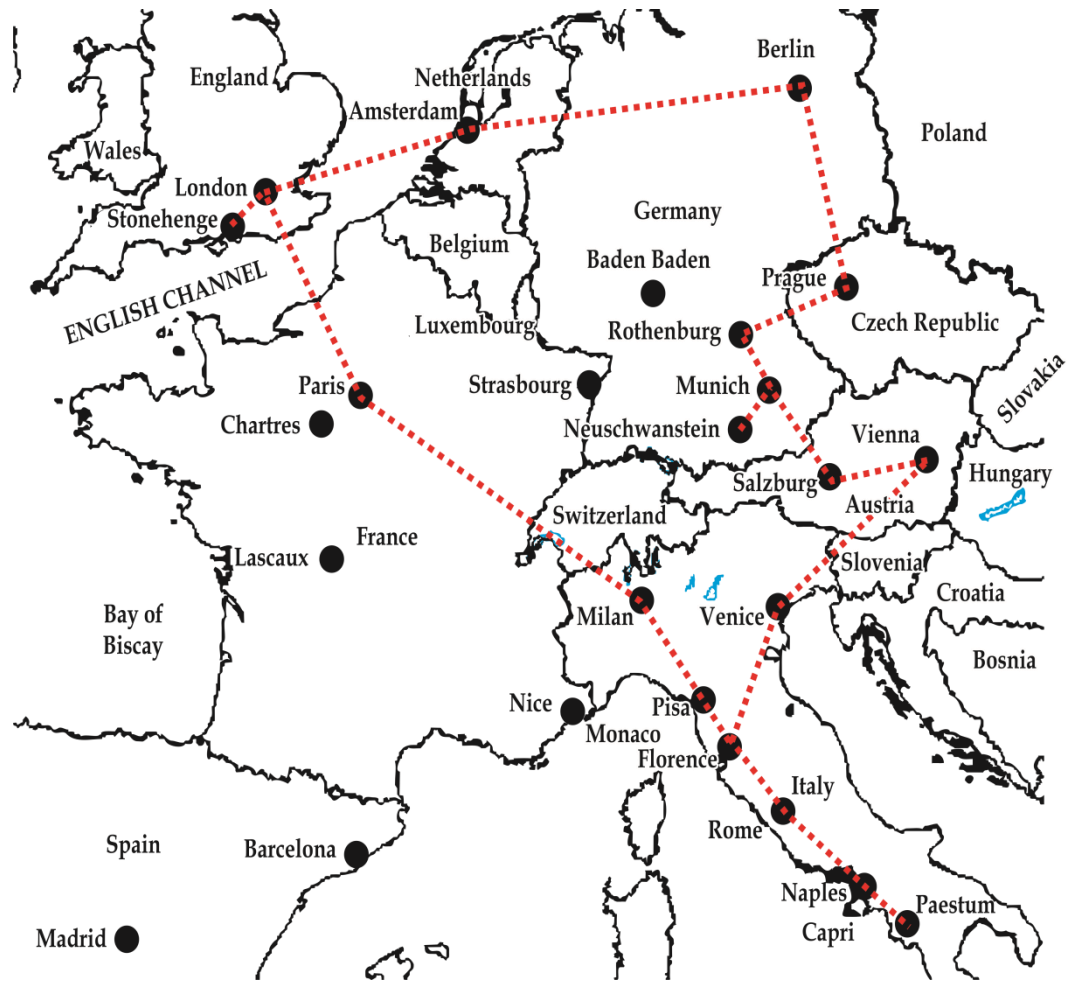 Berlin
England
Netherlands
Amsterdam
Poland
Wales
London
Stonehenge
Germany
Belgium
ENGLISH CHANNEL
Baden Baden
Prague
Luxembourg
Rothenburg
Czech Republic
Paris
Strasbourg
Munich
Slovakia
Chartres
Neuschwanstein
Vienna
Salzburg
Hungary
Austria
Switzerland
France
Lascaux
Slovenia
Croatia
Bay of
Biscay
Milan
Venice
Bosnia
Nice
Pisa
Monaco
Florence
Italy
Rome
Spain
Barcelona
Naples
Paestum
Capri
Madrid